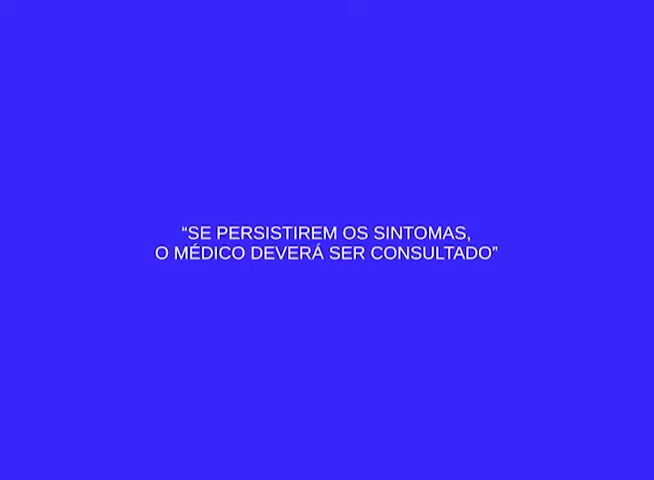 “SE PERSISTIREM OS SINTOMAS,
O MÉDICO DEVERÁ SER CONSULTADO”